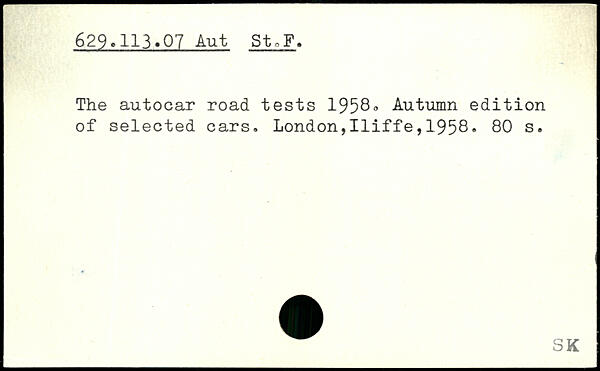 629.113.07 Aut St.F.
The autocar road tests 1958. Autumn edition
of selected cars. London,Iliffe,1958. 80 s.
SK